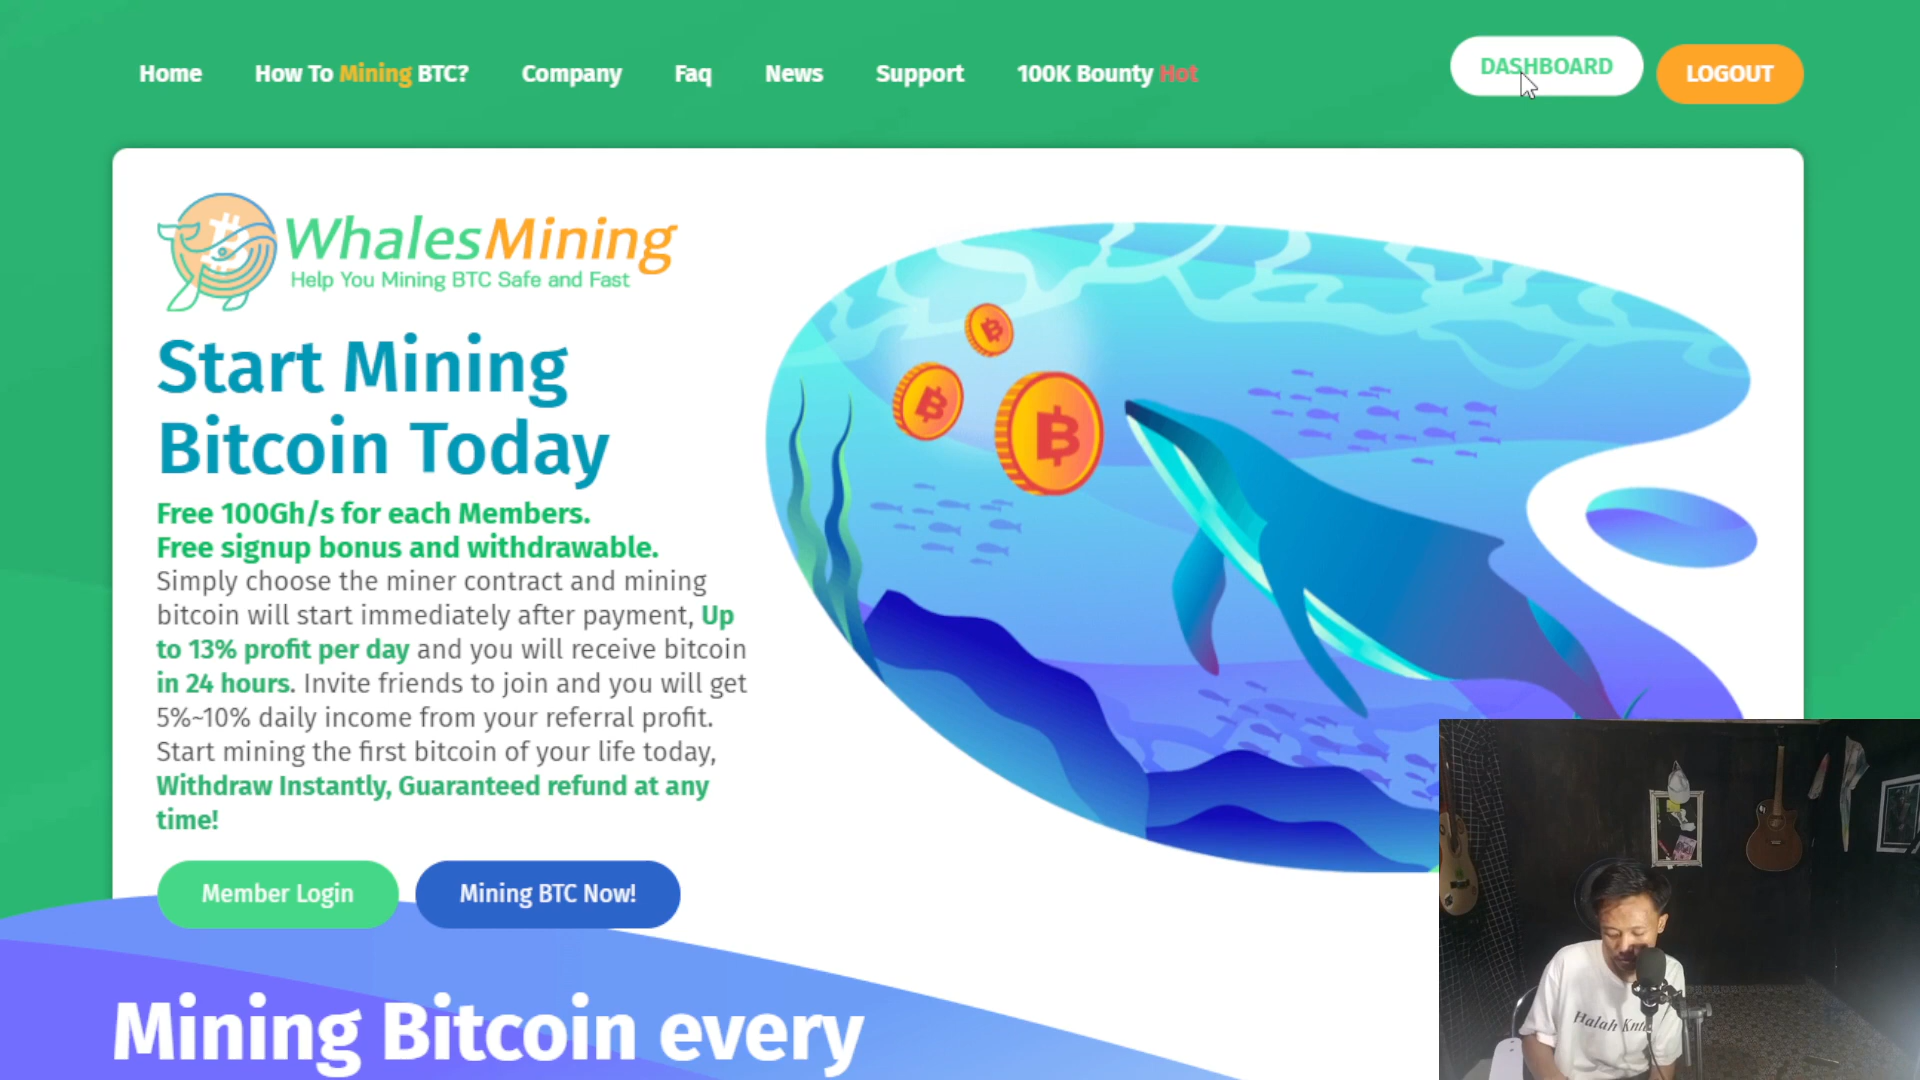 Home How To Mining BTC? Company Faq News Support 100K Bounty Hot DASHBOARD LOGOUT
WhalesMining
Help You Mining BTC Safe and Fast
Start Mining
Bitcoin Today
Free 100Gh/s for each Members.
Free signup bonus and withdrawable.
Simply choose the miner contract and mining
bitcoin will start immediately after payment, Up
to 13% profit per day and you will receive bitcoin
in 24 hours. Invite friends to join and you will get
5%~10% daily income from your referral profit.
Start mining the first bitcoin of your life today,
Withdraw Instantly, Guaranteed refund at any
time!
Member Login Mining BTC Now!
Mining Bitcoin every
Halah